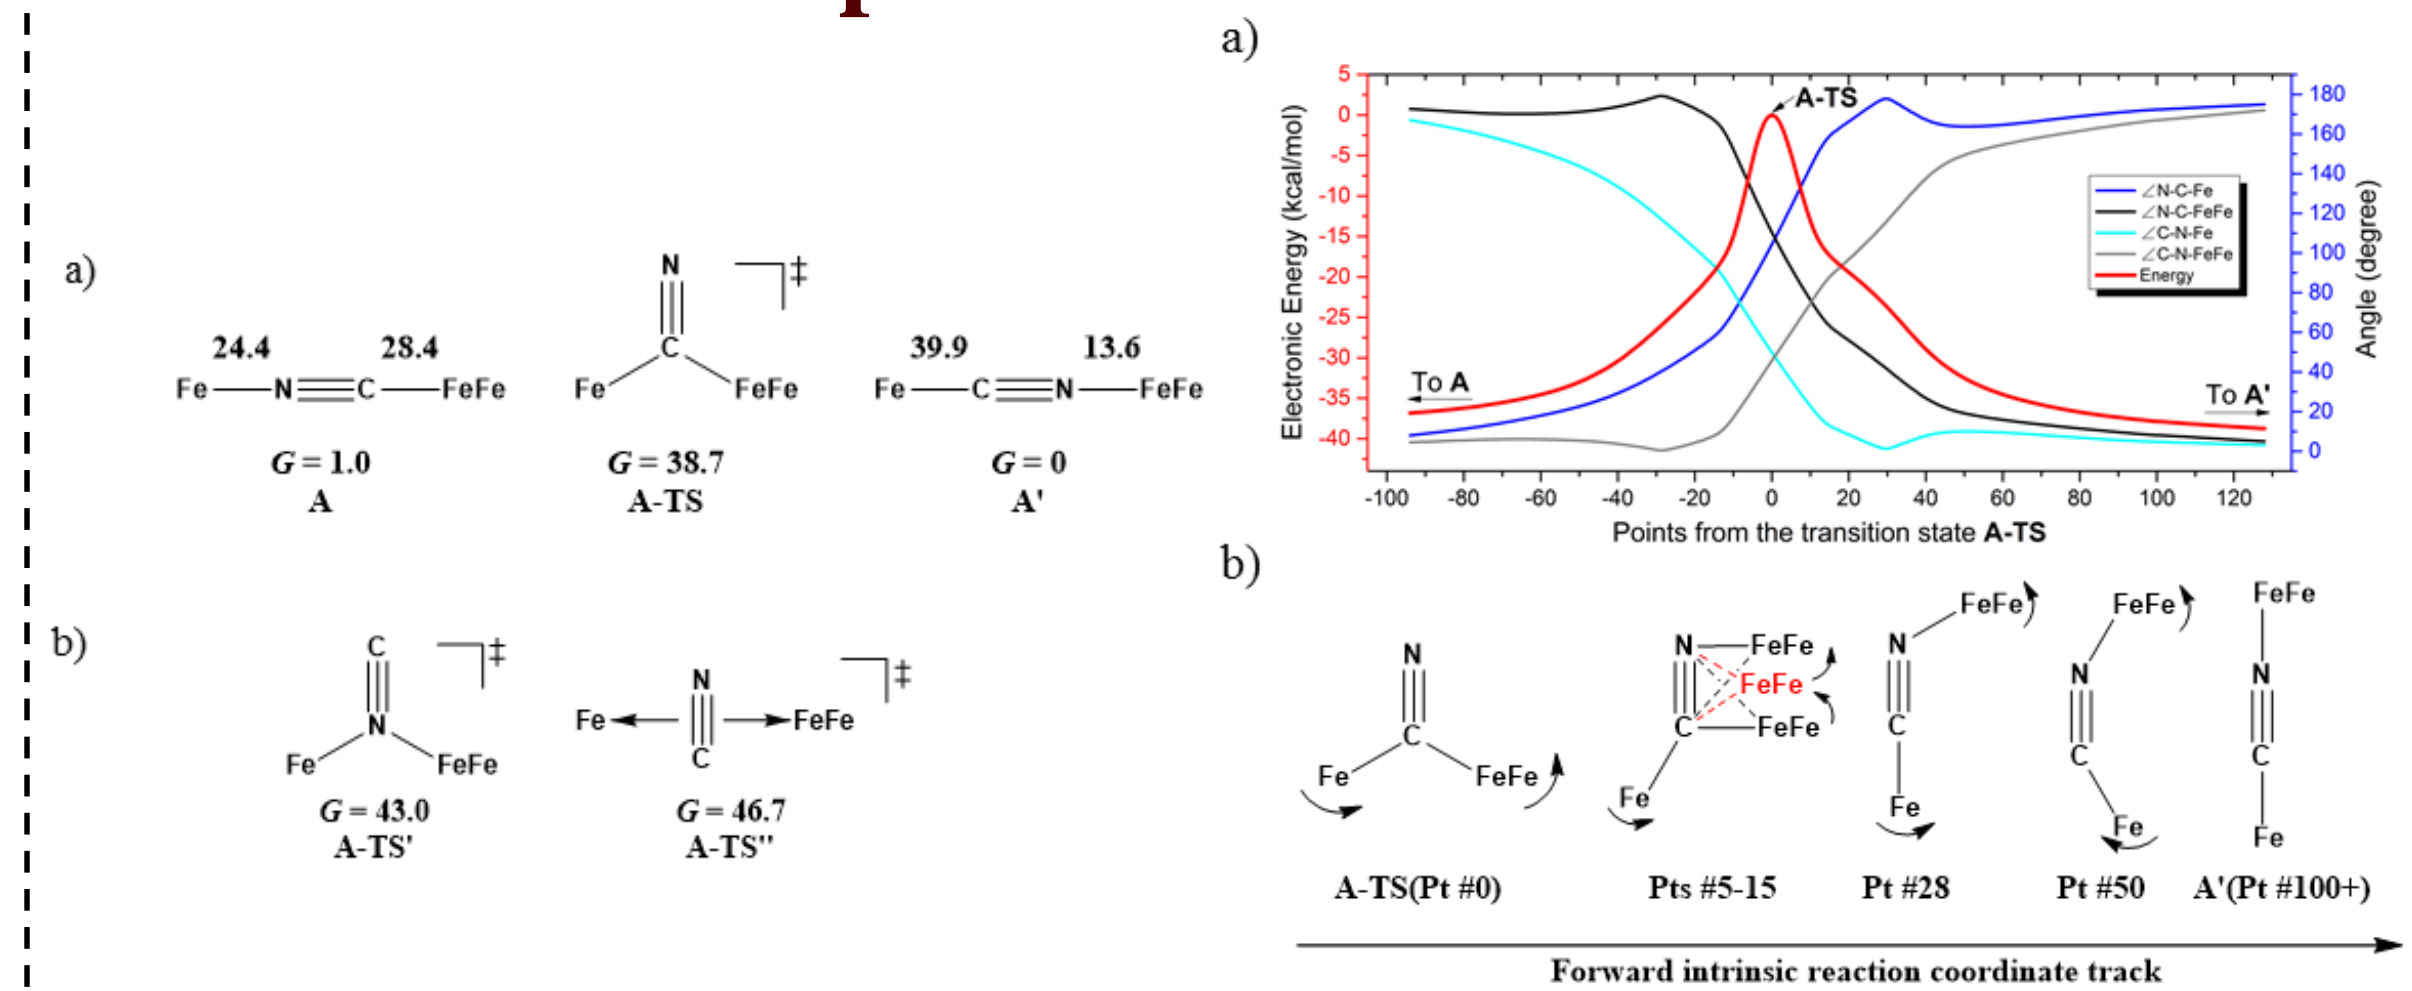 a)
24.4 28.4
Fe N C FeFe
G = 1.0
A
N
‡
C
Fe FeFe
G = 38.7
A-TS
39.9 13.6
Fe C N FeFe
G = 0
A'
b)
C
‡
N
Fe FeFe
G = 43.0
A-TS'
N
‡
Fe FeFe
C
G = 46.7
A-TS''
a)
Electronic Energy (kcal/mol)
5
0
-5
-10
-15
-20
-25
-30
-35
-40
A-TS
To A
To A'
∠N-C-Fe
∠N-C-FeFe
∠C-N-Fe
∠C-N-FeFe
Energy
180
160
140
120
100
80
60
40
20
0
Angle (degree)
-100 -80 -60 -40 -20 0 20 40 60 80 100 120
Points from the transition state A-TS
b)
N
C
Fe FeFe
A-TS(Pt #0)
N FeFe
FeFe
C FeFe
Fe
Pts #5-15
FeFe
N
C
Fe
Pt #28
FeFe
N
C
Fe
Pt #50
FeFe
N
C
Fe
A'(Pt #100+)
Forward intrinsic reaction coordinate track